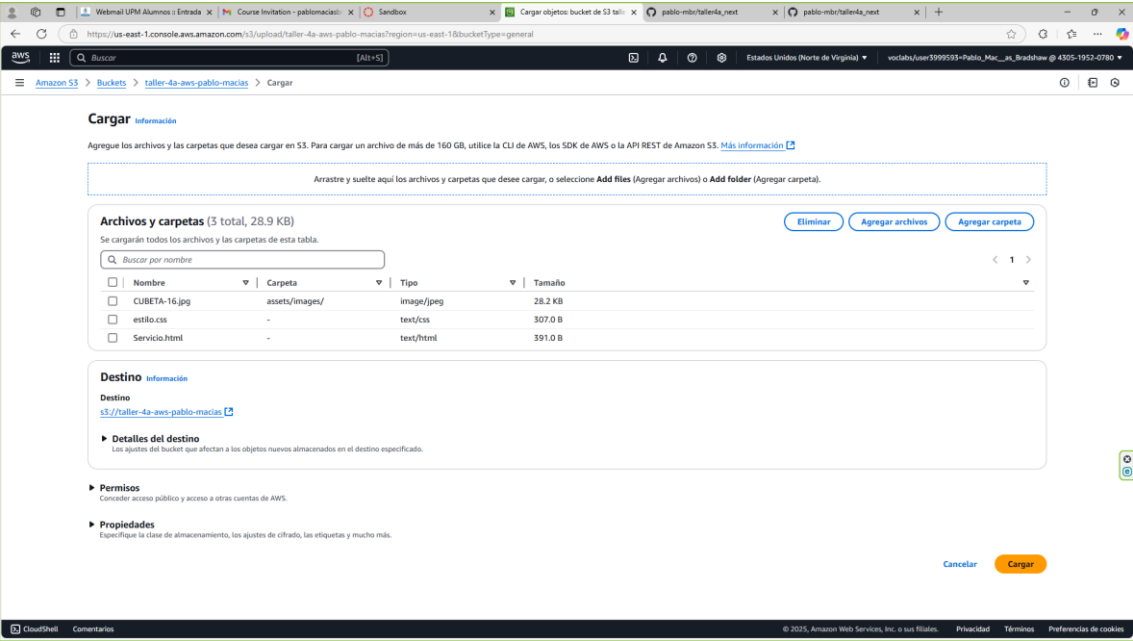 Webmail UPM Alumnos :: Entrada
Course Invitation - pablomacias
Sandbox
Cargar objetos: bucket de S3 talle
pablo-mbr/taller4a_next
pablo-mbr/taller4a_next
https://us-east-1.console.aws.amazon.com/s3/upload/taller-4a-aws-pablo-macias?region=us-east-1&bucketType=general
aws
Buscar
[Alt+S]
Estados Unidos (Norte de Virginia)
voclabs/user3999593=Pablo_Mac__as_Bradshaw @ 4305-1952-0780
Amazon S3 > Buckets > taller-4a-aws-pablo-macias > Cargar
Cargar Información
Agregue los archivos y las carpetas que desea cargar en S3. Para cargar un archivo de más de 160 GB, utilice la CLI de AWS, los SDK de AWS o la API REST de Amazon S3. Más información
Arrastre y suelte aquí los archivos y carpetas que desee cargar, o seleccione Add files (Agregar archivos) o Add folder (Agregar carpeta).
Archivos y carpetas (3 total, 28.9 KB)
Eliminar
Agregar archivos
Agregar carpeta
Se cargarán todos los archivos y las carpetas de esta tabla.
Buscar por nombre
1
Nombre Carpeta Tipo Tamaño
CUBETA-16.jpg assets/images/ image/jpeg 28.2 KB
estilo.css - text/css 307.0 B
Servicio.html - text/html 391.0 B
Destino Información
Destino
s3://taller-4a-aws-pablo-macias
Detalles del destino
Los ajustes del bucket que afectan a los objetos nuevos almacenados en el destino especificado.
Permisos
Conceder acceso público y acceso a otras cuentas de AWS.
Propiedades
Especifique la clase de almacenamiento, los ajustes de cifrado, las etiquetas y mucho más.
Cancelar
Cargar
CloudShell Comentarios
© 2025, Amazon Web Services, Inc. o sus filiales. Privacidad Términos Preferencias de cookies